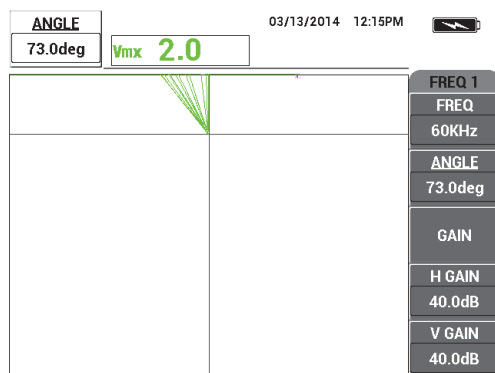 ANGLE
73.0deg
Vmx 2.0
03/13/2014 12:15PM
FREQ 1
FREQ
60KHz
ANGLE
73.0deg
GAIN
H GAIN
40.0dB
V GAIN
40.0dB